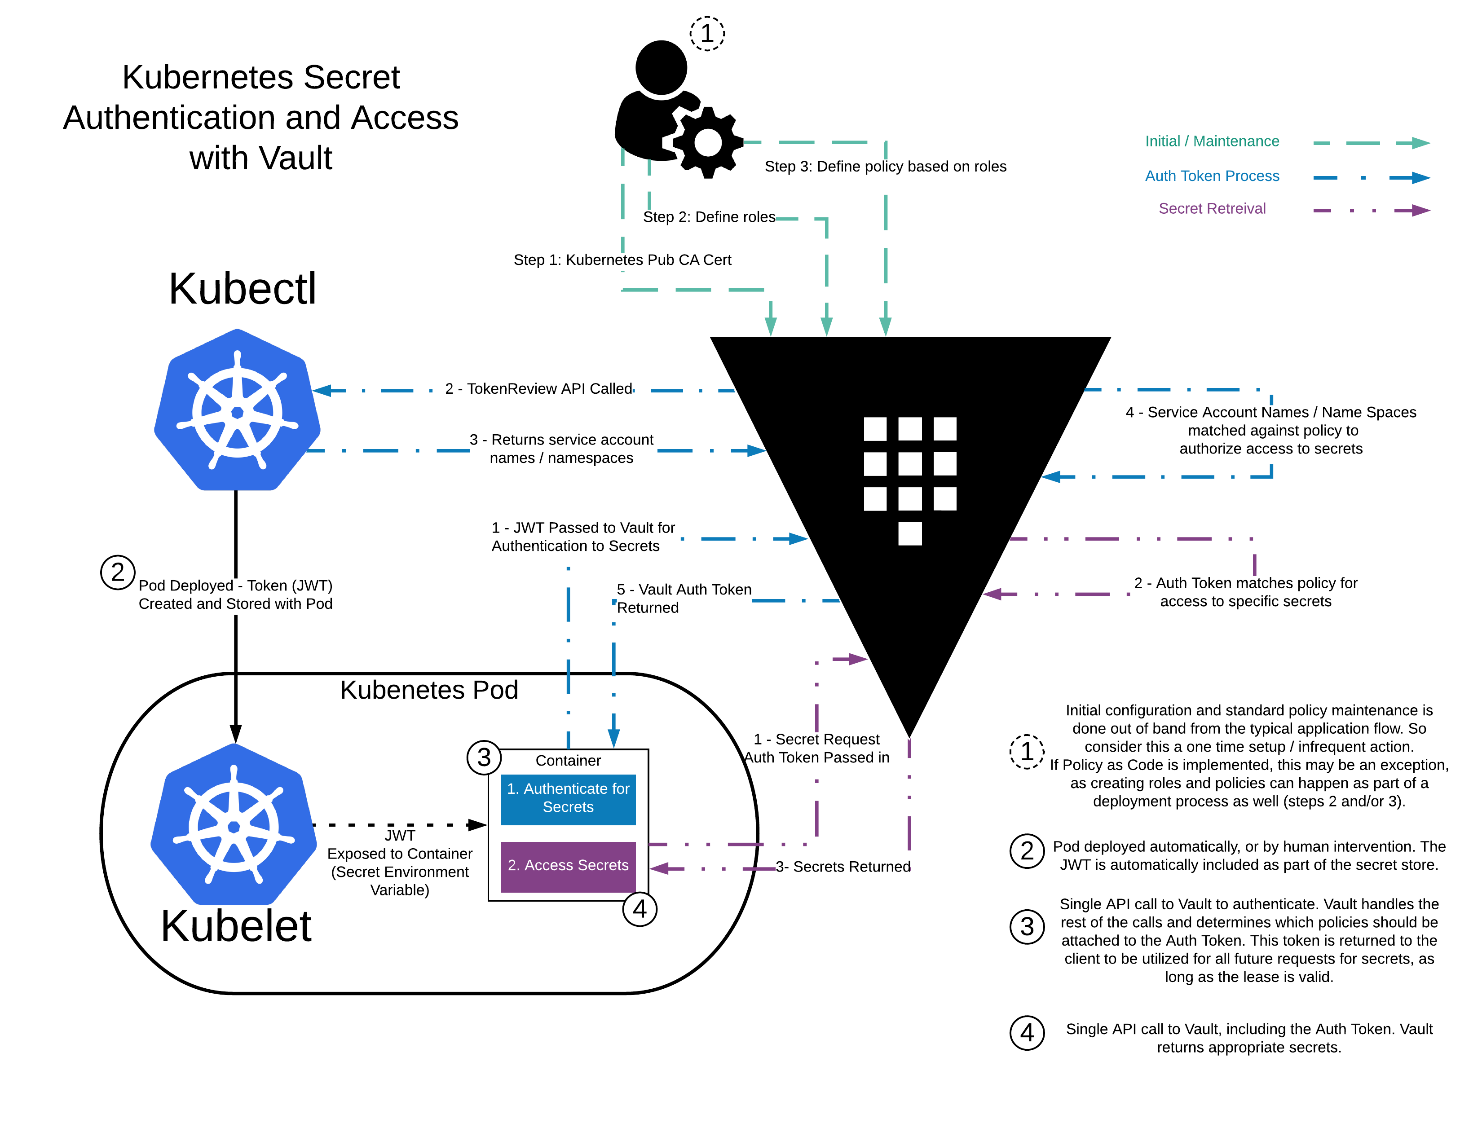 Kubernetes Secret
Authentication and Access
with Vault
1
Step 3: Define policy based on roles
Step 2: Define roles
Step 1: Kubernetes Pub CA Cert
Initial / Maintenance
Auth Token Process
Secret Retreival
Kubectl
2 - TokenReview API Called
3 - Returns service account
names / namespaces
4 - Service Account Names / Name Spaces
matched against policy to
authorize access to secrets
1 - JWT Passed to Vault for
Authentication to Secrets
5 - Vault Auth Token
Returned
2 - Auth Token matches policy for
access to specific secrets
2
Pod Deployed - Token (JWT)
Created and Stored with Pod
Kubenetes Pod
1 - Secret Request
Auth Token Passed in
3- Secrets Returned
3
Container
1. Authenticate for
Secrets
2. Access Secrets
4
JWT
Exposed to Container
(Secret Environment
Variable)
Kubelet
1
Initial configuration and standard policy maintenance is
done out of band from the typical application flow. So
consider this a one time setup / infrequent action.
If Policy as Code is implemented, this may be an exception,
as creating roles and policies can happen as part of a
deployment process as well (steps 2 and/or 3).
2
Pod deployed automatically, or by human intervention. The
JWT is automatically included as part of the secret store.
3
Single API call to Vault to authenticate. Vault handles the
rest of the calls and determines which policies should be
attached to the Auth Token. This token is returned to the
client to be utilized for all future requests for secrets, as
long as the lease is valid.
4
Single API call to Vault, including the Auth Token. Vault
returns appropriate secrets.